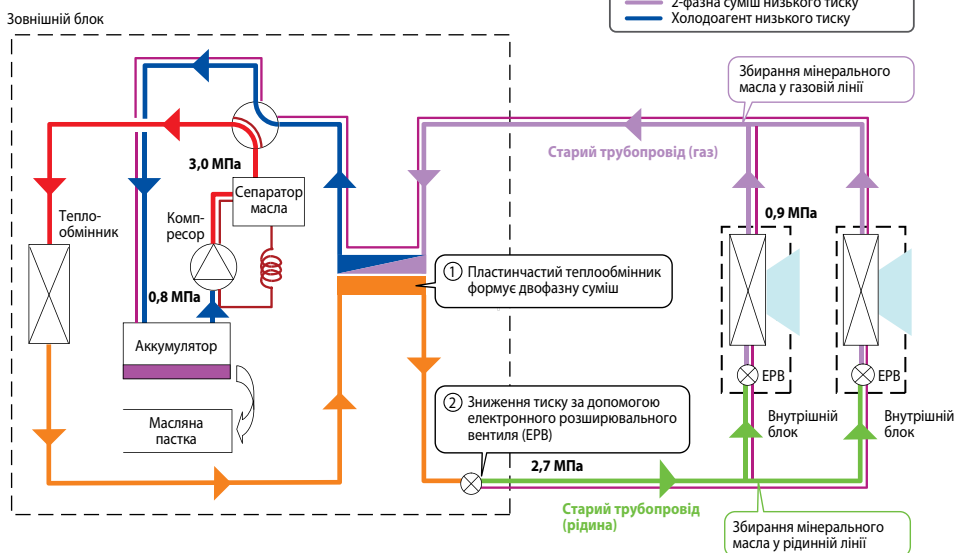 2-фазна суміш низького тиску
Холодоагент низького тиску
Зовнішній блок
Збирання мінерального
масла у газовій лінії
Старий трубопровід (газ)
3,0 МПа
Сепаратор
масла
Тепло-
обмінник
Комп-
ресор
0,9 МПа
① Пластинчастий теплообмінник
формує двофазну суміш
0,8 МПа
Аккумулятор
ЕРВ
ЕРВ
② Зниження тиску за допомогою
електронного розширювального
вентиля (ЕРВ)
Масляна
пастка
Внутрішній
блок
Внутрішній
блок
2,7 МПа
Старий трубопровід
(рідина)
Збирання мінерального
масла у рідинній лінії